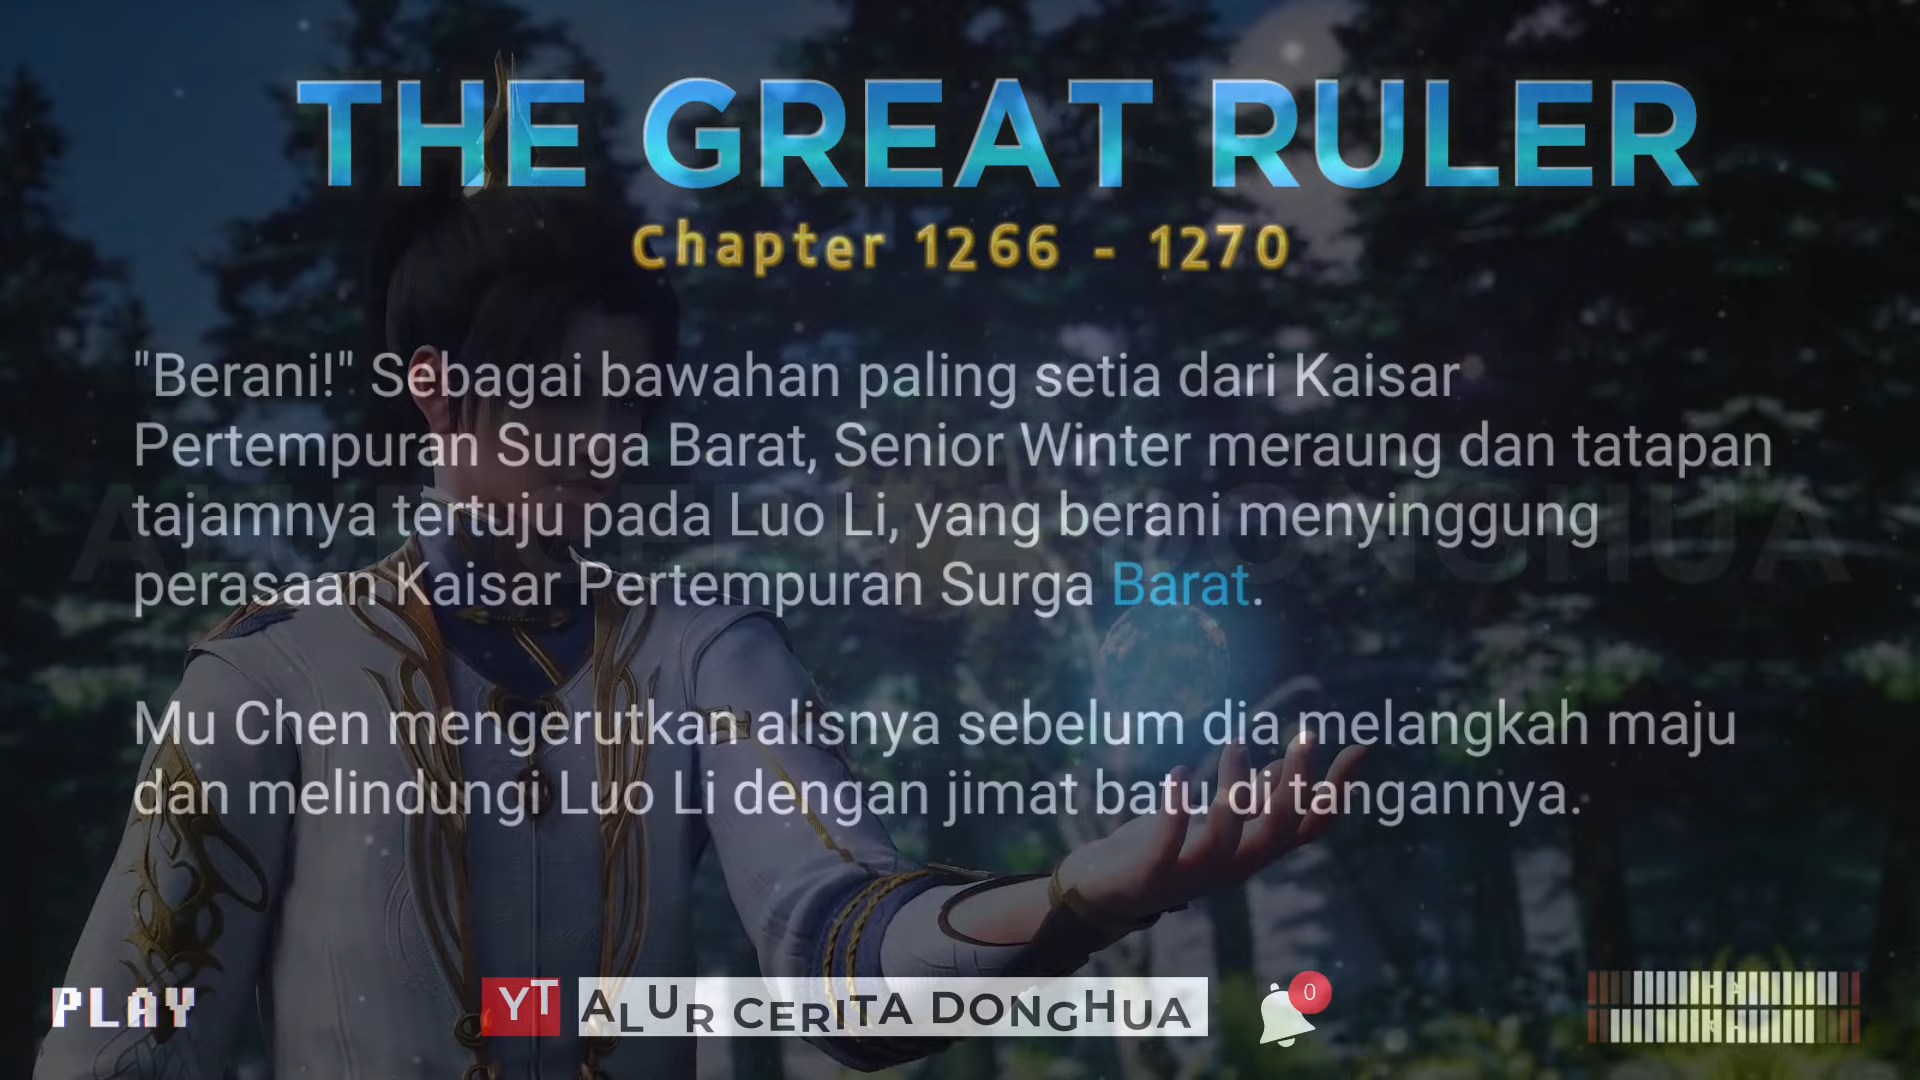 THE GREAT RULER
Chapter 1266 - 1270
"Berani!" Sebagai bawahan paling setia dari Kaisar
Pertempuran Surga Barat, Senior Winter meraung dan tatapan
tajamnya tertuju pada Luo Li, yang berani menyinggung
perasaan Kaisar Pertempuran Surga Barat.
Mu Chen mengerutkan alisnya sebelum dia melangkah maju
dan melindungi Luo Li dengan jimat batu di tangannya.
ALUR CERITA DONGHUA
PLAY
YT ALUR CERITA DONGHUA
0